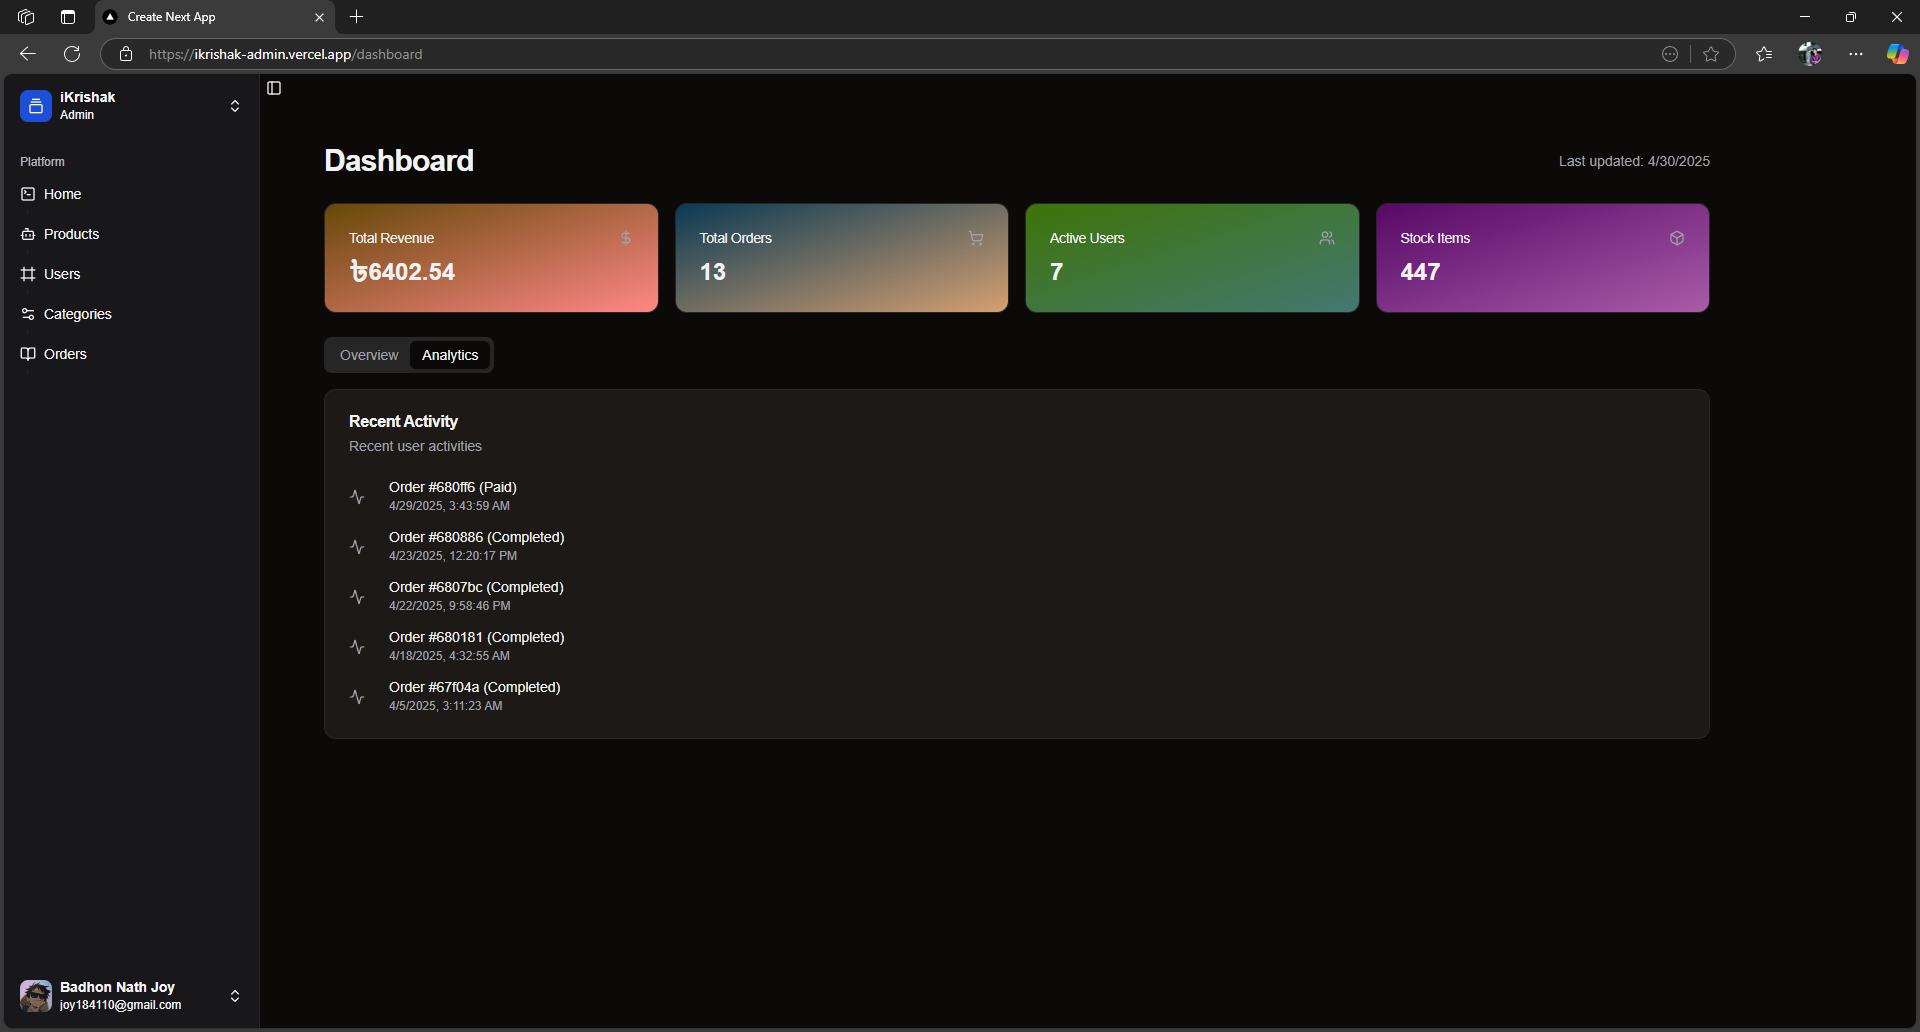 Create Next App
https://ikrishak-admin.vercel.app/dashboard
iKrishak
Admin
Platform
Home
Products
Users
Categories
Orders
Badhon Nath Joy
joy184110@gmail.com
Dashboard
Last updated: 4/30/2025
Total Revenue
৳6402.54
Total Orders
13
Active Users
7
Stock Items
447
Overview
Analytics
Recent Activity
Recent user activities
Order #680ff6 (Paid)
4/29/2025, 3:43:59 AM
Order #680886 (Completed)
4/23/2025, 12:20:17 PM
Order #6807bc (Completed)
4/22/2025, 9:58:46 PM
Order #680181 (Completed)
4/18/2025, 4:32:55 AM
Order #67f04a (Completed)
4/5/2025, 3:11:23 AM